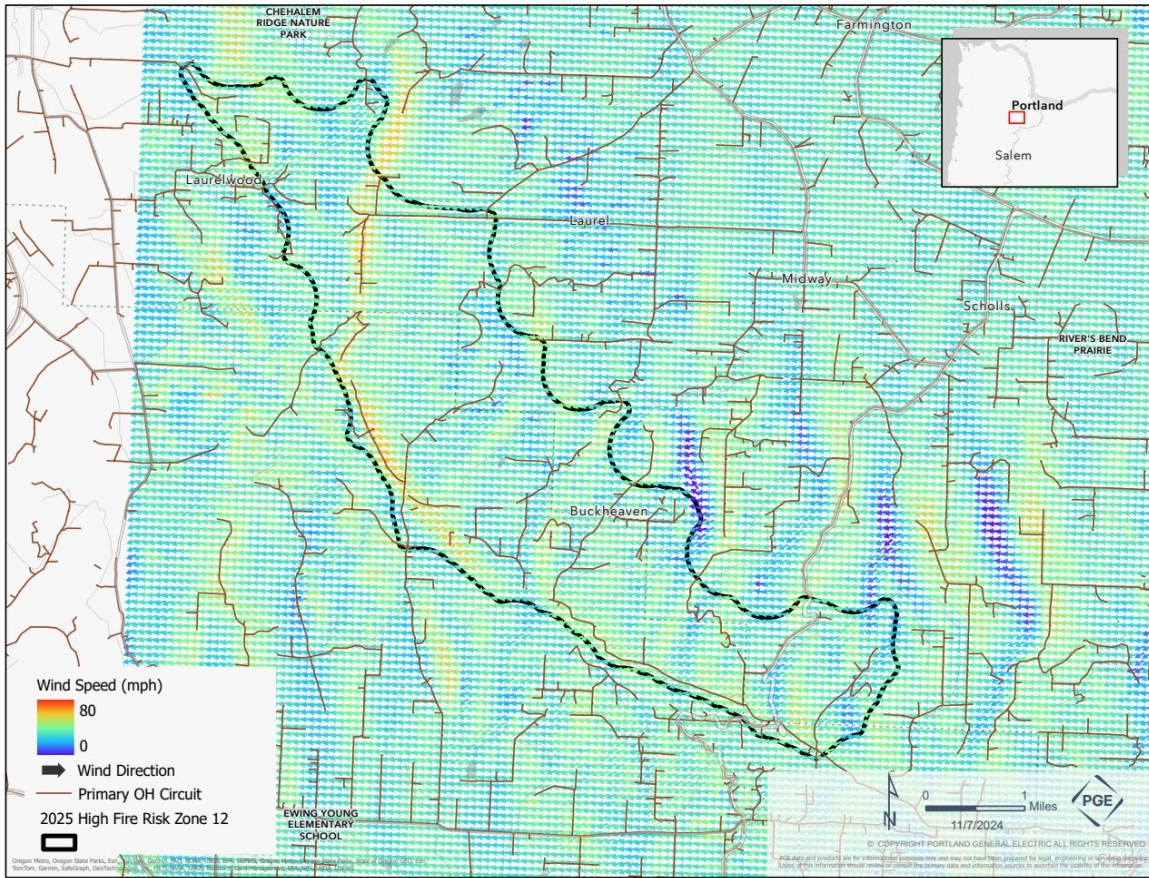 CHEHALEM
RIDGE NATURE
PARK
Farmington
Portland
Salem
Laurelwood
Laurel
Midway
Scholls
RIVER'S BEND
PRAIRIE
Buckheaven
Wind Speed (mph)
80
0
Wind Direction
Primary OH Circuit
2025 High Fire Risk Zone 12
EWING YOUNG
ELEMENTARY
SCHOOL
N
0 1
Miles
11/7/2024
PGE
© COPYRIGHT PORTLAND GENERAL ELECTRIC ALL RIGHTS RESERVED